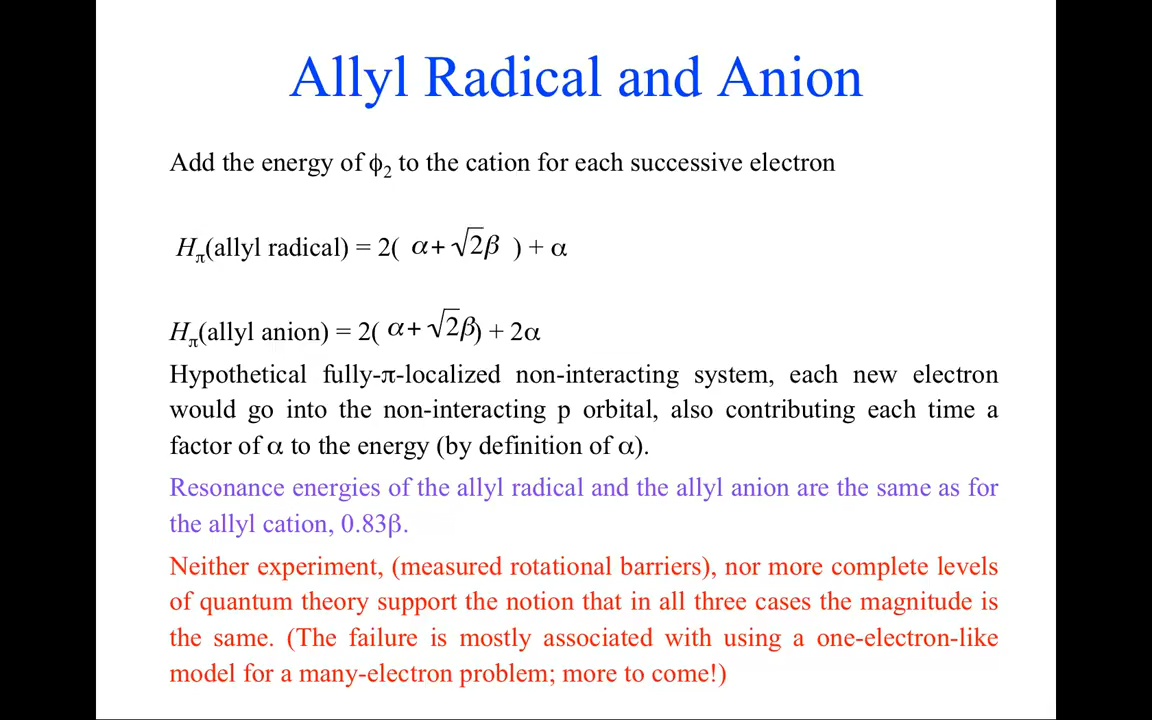 Allyl Radical and Anion
Add the energy of ϕ₂ to the cation for each successive electron
Hπ(allyl radical) = 2( α+ √2β ) + α
Hπ(allyl anion) = 2( α+ √2β) + 2α
Hypothetical fully-π-localized non-interacting system, each new electron
would go into the non-interacting p orbital, also contributing each time a
factor of α to the energy (by definition of α).
Resonance energies of the allyl radical and the allyl anion are the same as for
the allyl cation, 0.83β.
Neither experiment, (measured rotational barriers), nor more complete levels
of quantum theory support the notion that in all three cases the magnitude is
the same. (The failure is mostly associated with using a one-electron-like
model for a many-electron problem; more to come!)